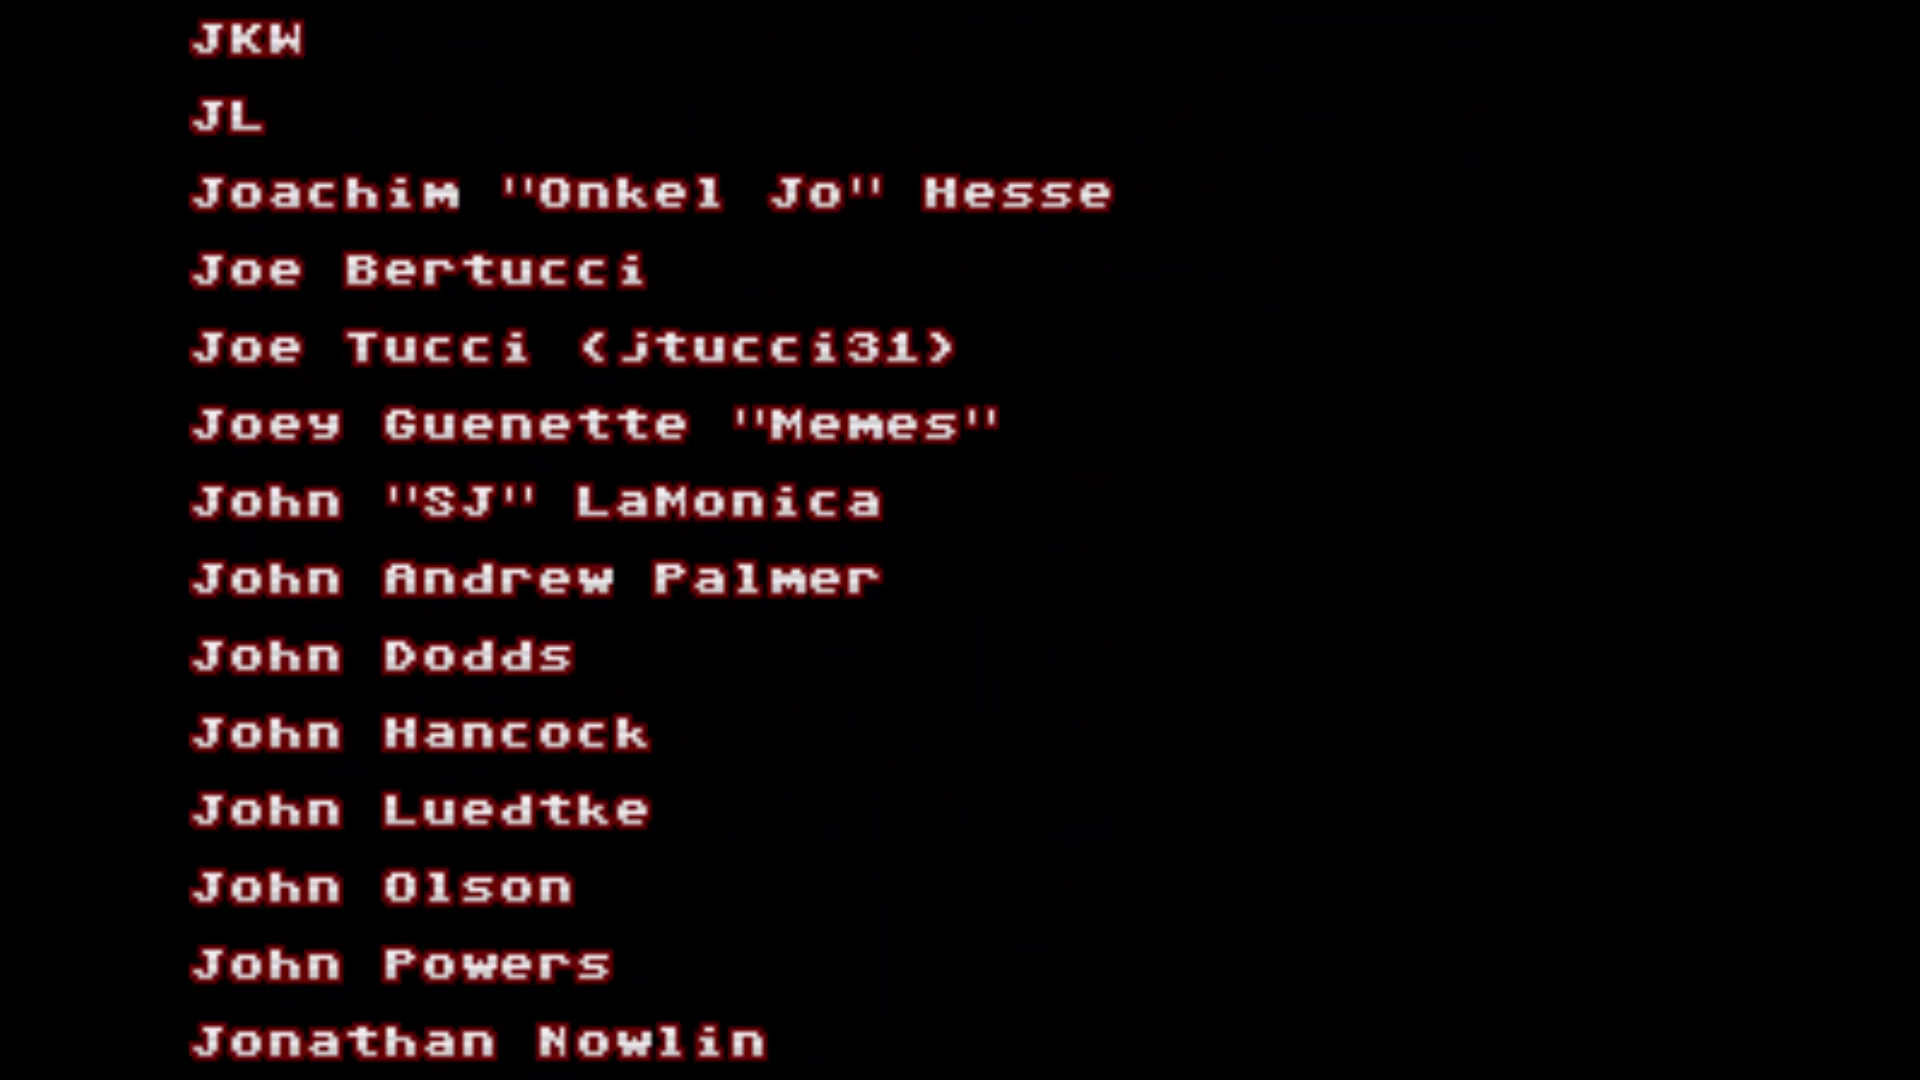 JKW
JL
Joachim "Onkel Jo" Hesse
Joe Bertucci
Joe Tucci (jtucci31)
Joey Guenette "Memes"
John "SJ" LaMonica
John Andrew Palmer
John Dodds
John Hancock
John Luedtke
John Olson
John Powers
Jonathan Nowlin